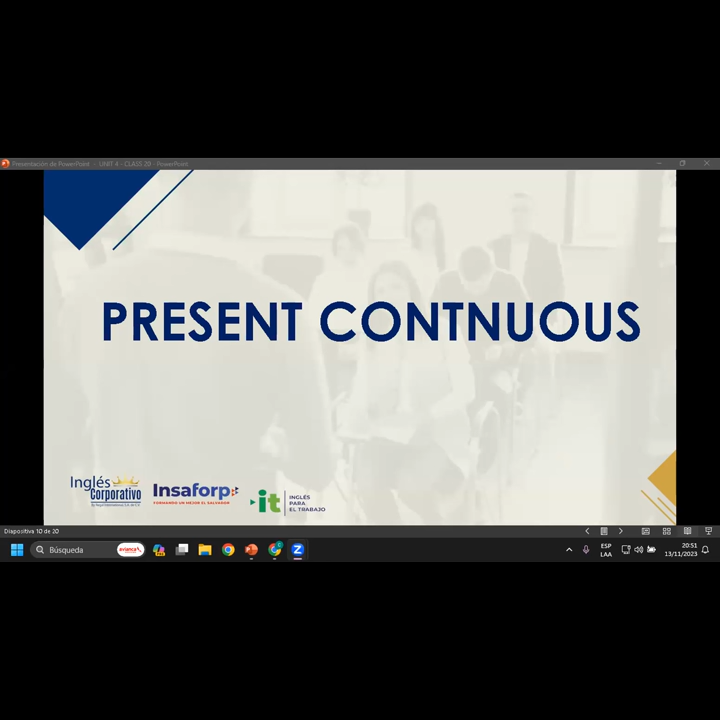 Presentación de PowerPoint - UNIT 4 - CLASS 29 - PowerPoint
PRESENT CONTNUOUS
Inglés
Corporativo
Insaforp
FORMANDO UN MEJOR EL SALVADOR
it
INGLÉS
PARA
EL TRABAJO
Diapositiva 10 de 20
Búsqueda
avianca
ESP
LAA
20:51
13/11/2023